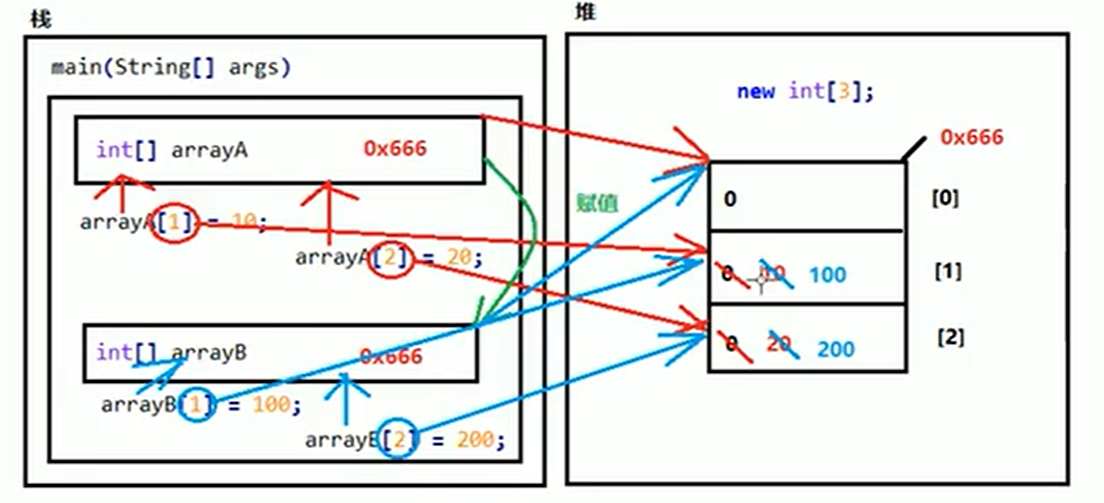 栈
main(String[] args)
int[] arrayA 0x666
arrayA[1] = 10;
arrayA[2] = 20;
int[] arrayB 0x666
arrayB[1] = 100;
arrayB[2] = 200;
赋值
堆
new int[3];
0x666
0 [0]
0 10 100 [1]
0 20 200 [2]